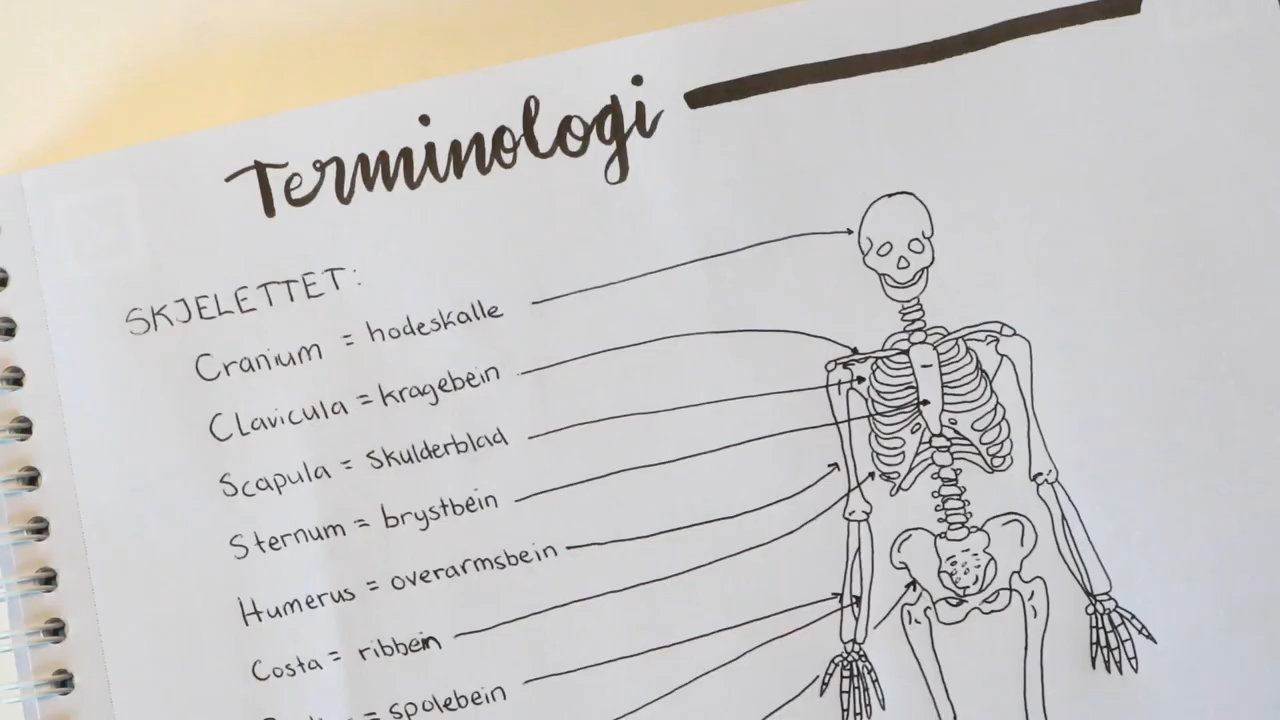 Terminologi
SKJELETTET:
Cranium = hodeskalle
Clavicula = kragebein
Scapula = skulderblad
Sternum = brystbein
Humerus = overarmsbein
Costa = ribbein
= spolebein